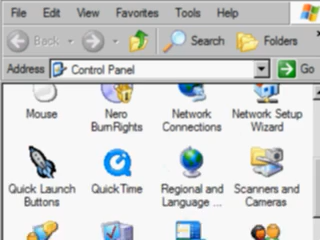 File Edit View Favorites Tools Help
Back Search Folders
Address Control Panel Go
Mouse Nero BurnRights Network Connections Network Setup Wizard
Quick Launch Buttons QuickTime Regional and Language ... Scanners and Cameras